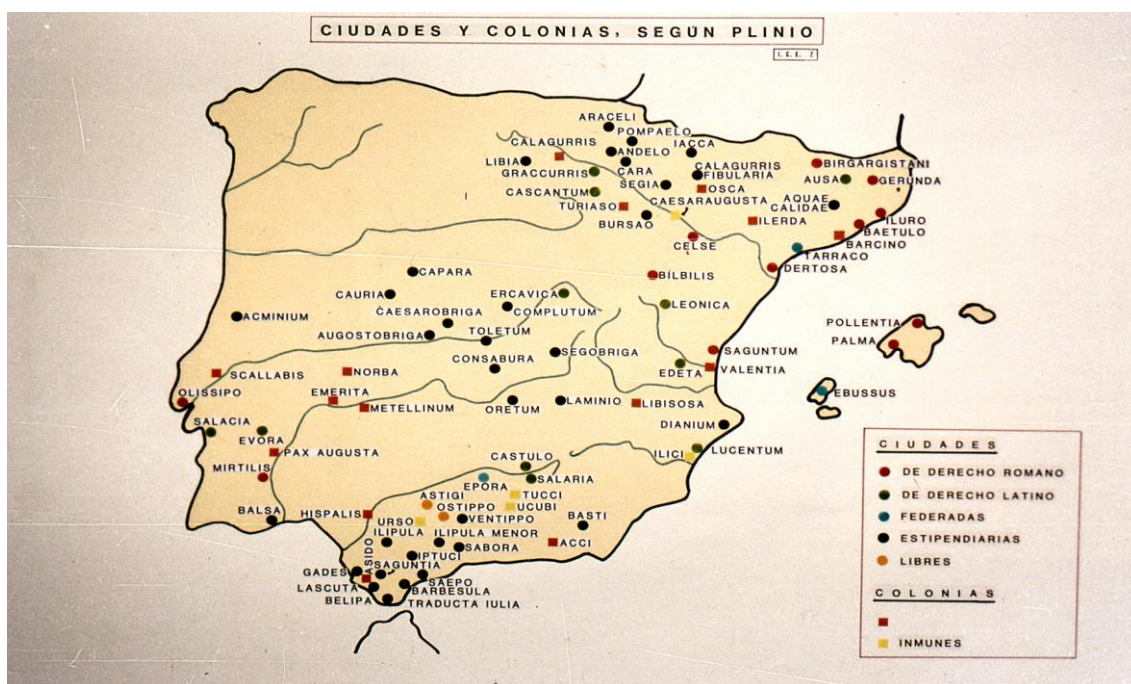 CIUDADES Y COLONIAS, SEGÚN PLINIO
I.C.E. 2
ARACELI
POMPAELO
CALAGURRIS
IACCA
ANDELO
LIBIA
CALAGURRIS
BIRGARGISTANI
GRACCURRIS
CARA
FIBULARIA
AUSA
GERUNDA
SEGIA
OSCA
CASCANTUM
CAESARAUGUSTA
AQUAE
CALIDAE
TURIASO
BURSAO
ILERDA
ILURO
BAETULO
CELSE
BARCINO
TARRACO
DERTOSA
CAPARA
BILBILIS
CAURIA
ERCAVICA
LEONICA
CAESAROBRIGA
COMPLUTUM
ACMINIUM
AUGOSTOBRIGA
TOLETUM
POLLENTIA
PALMA
CONSABURA
SEGOBRIGA
SAGUNTUM
EDETA
VALENTIA
SCALLABIS
NORBA
EBUSSUS
OLISSIPO
EMERITA
METELLINUM
ORETUM
LAMINIO
LIBISOSA
SALACIA
EVORA
DIANIUM
PAX AUGUSTA
CASTULO
ILICI
LUCENTUM
MIRTILIS
EPORA
SALARIA
ASTIGI
TUCCI
OSTIPPO
UCUBI
BALSA
HISPALIS
URSO
VENTIPPO
BASTI
ILIPULA
ILIPULA MENOR
SABORA
ACCI
ASIDO
IPTUCI
SAGUNTIA
GADES
SAEPO
LASCUTA
BARBESULA
BELIPA
TRADUCTA IULIA
CIUDADES
DE DERECHO ROMANO
DE DERECHO LATINO
FEDERADAS
ESTIPENDIARIAS
LIBRES
COLONIAS
INMUNES